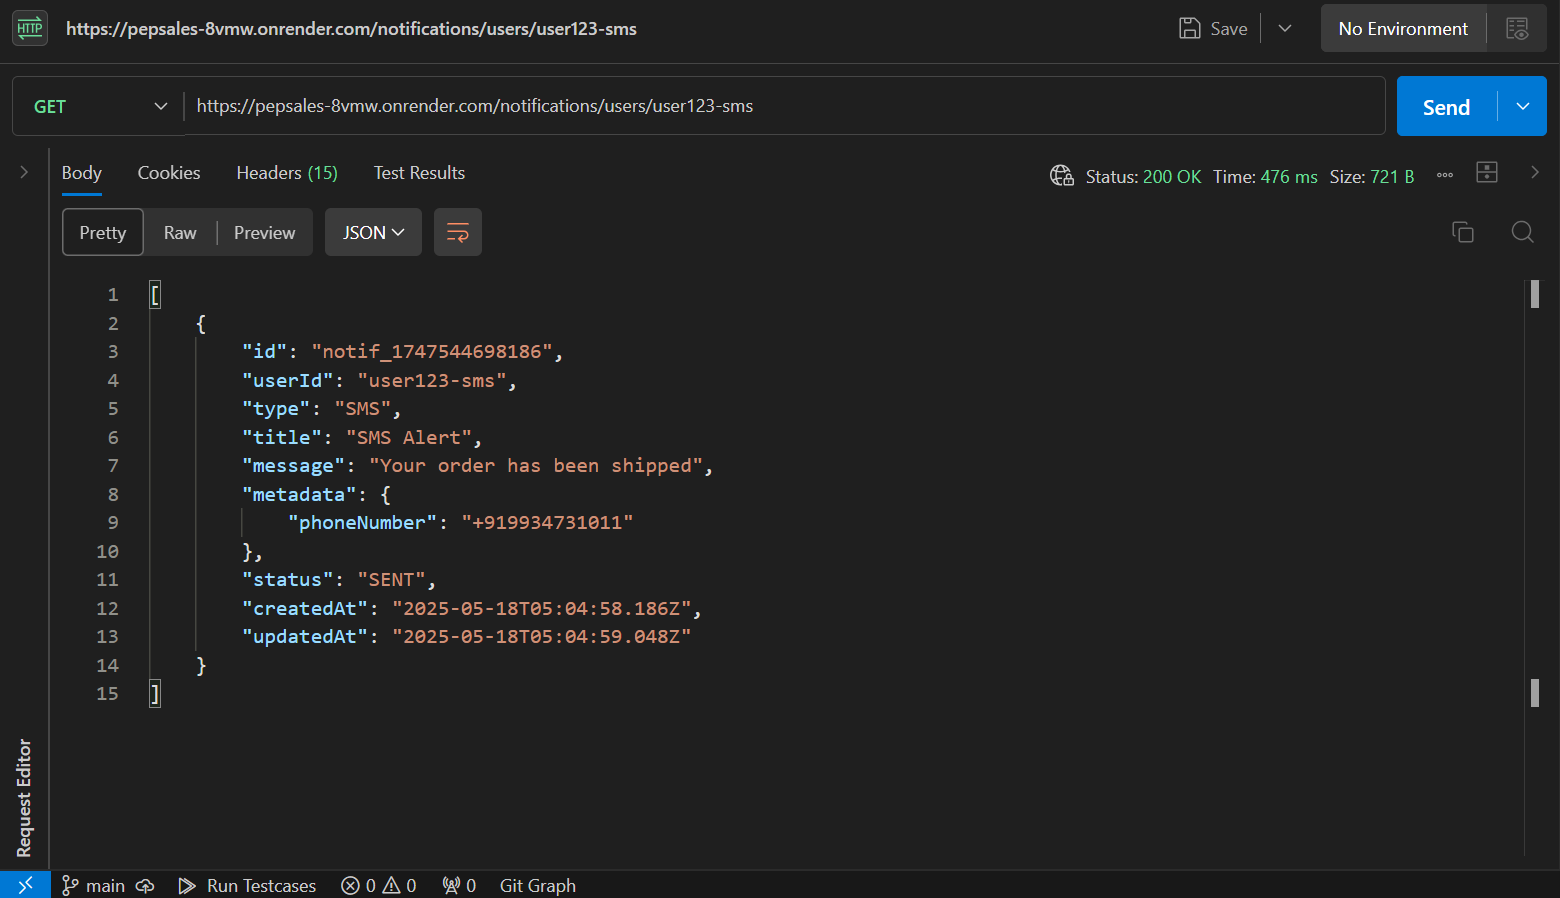 HTTP https://pepsales-8vmw.onrender.com/notifications/users/user123-sms Save No Environment
GET https://pepsales-8vmw.onrender.com/notifications/users/user123-sms Send
Body Cookies Headers (15) Test Results Status: 200 OK Time: 476 ms Size: 721 B
Pretty Raw Preview JSON
1 [
2 {
3 "id": "notif_1747544698186",
4 "userId": "user123-sms",
5 "type": "SMS",
6 "title": "SMS Alert",
7 "message": "Your order has been shipped",
8 "metadata": {
9 "phoneNumber": "+919934731011"
10 },
11 "status": "SENT",
12 "createdAt": "2025-05-18T05:04:58.186Z",
13 "updatedAt": "2025-05-18T05:04:59.048Z"
14 }
15 ]
Request Editor
main Run Testcases 0 0 0 Git Graph